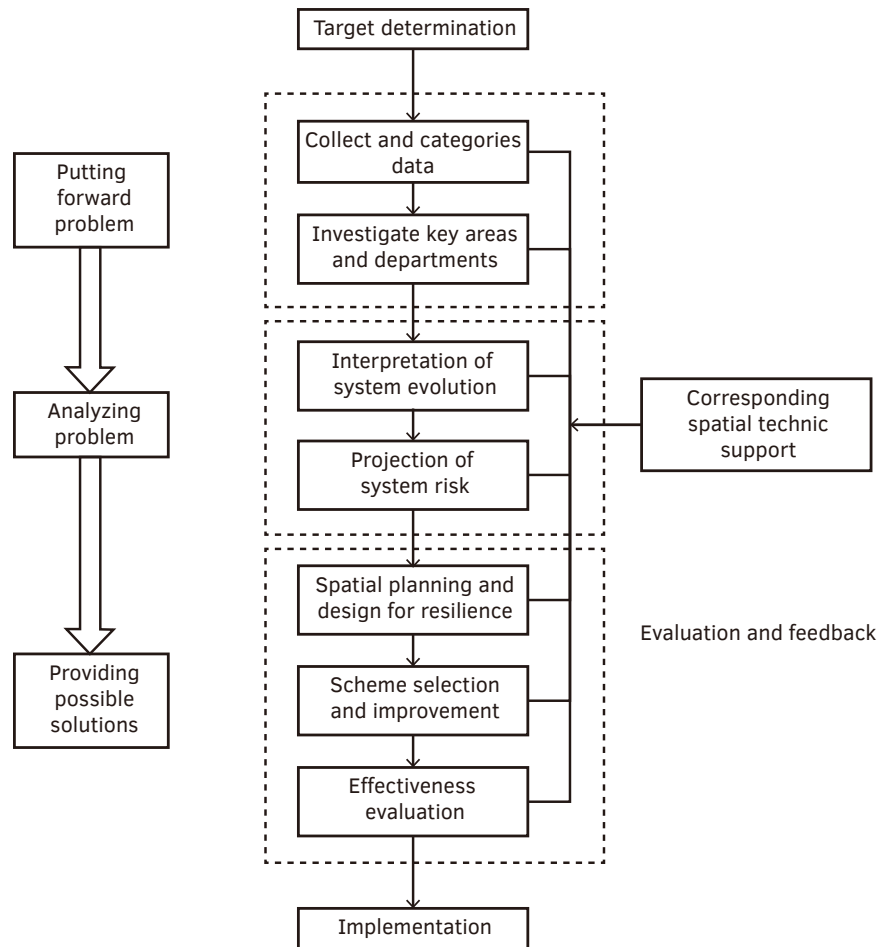 Target determination
Collect and categories
data
Putting
forward
problem
Investigate key areas
and departments
Interpretation of
system evolution
Analyzing
problem
Corresponding
spatial technic
support
Projection of
system risk
Spatial planning and
design for resilience
Evaluation and feedback
Providing
possible
solutions
Scheme selection
and improvement
Effectiveness
evaluation
Implementation